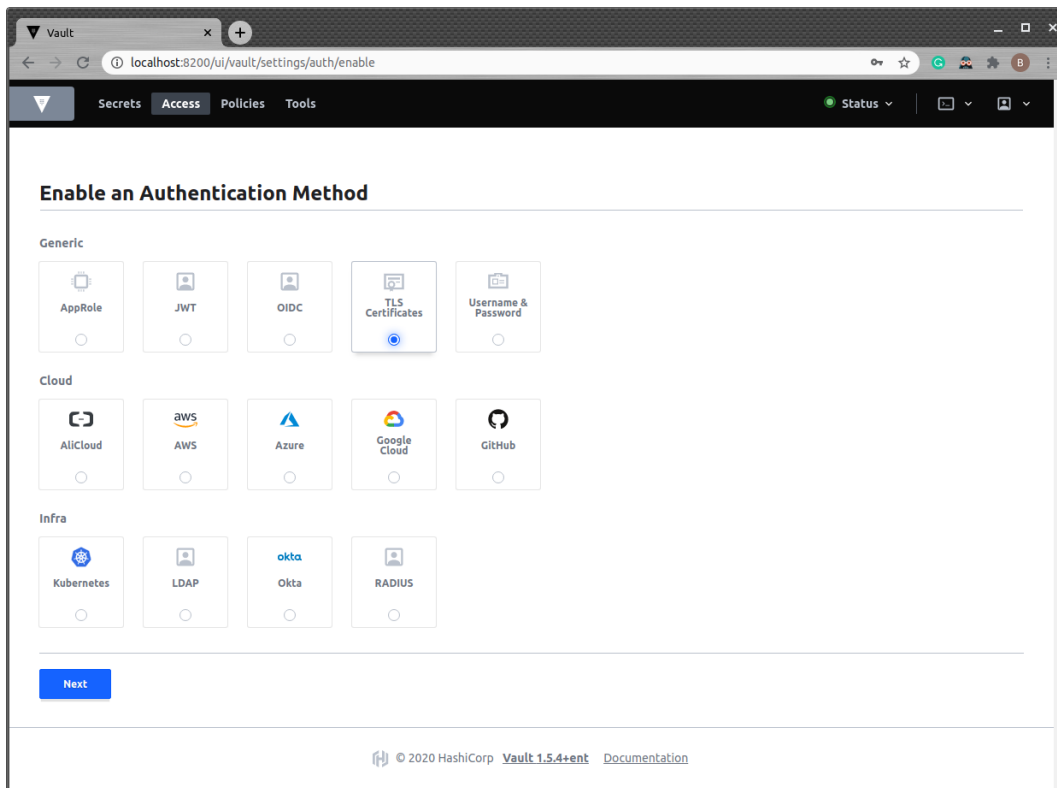 Vault
localhost:8200/ui/vault/settings/auth/enable
B
Secrets Access Policies Tools Status
Enable an Authentication Method
Generic
AppRole JWT OIDC TLS Certificates Username & Password
Cloud
aws
AliCloud AWS Azure Google Cloud GitHub
Infra
okta
Kubernetes LDAP Okta RADIUS
Next
© 2020 HashiCorp Vault 1.5.4+ent Documentation